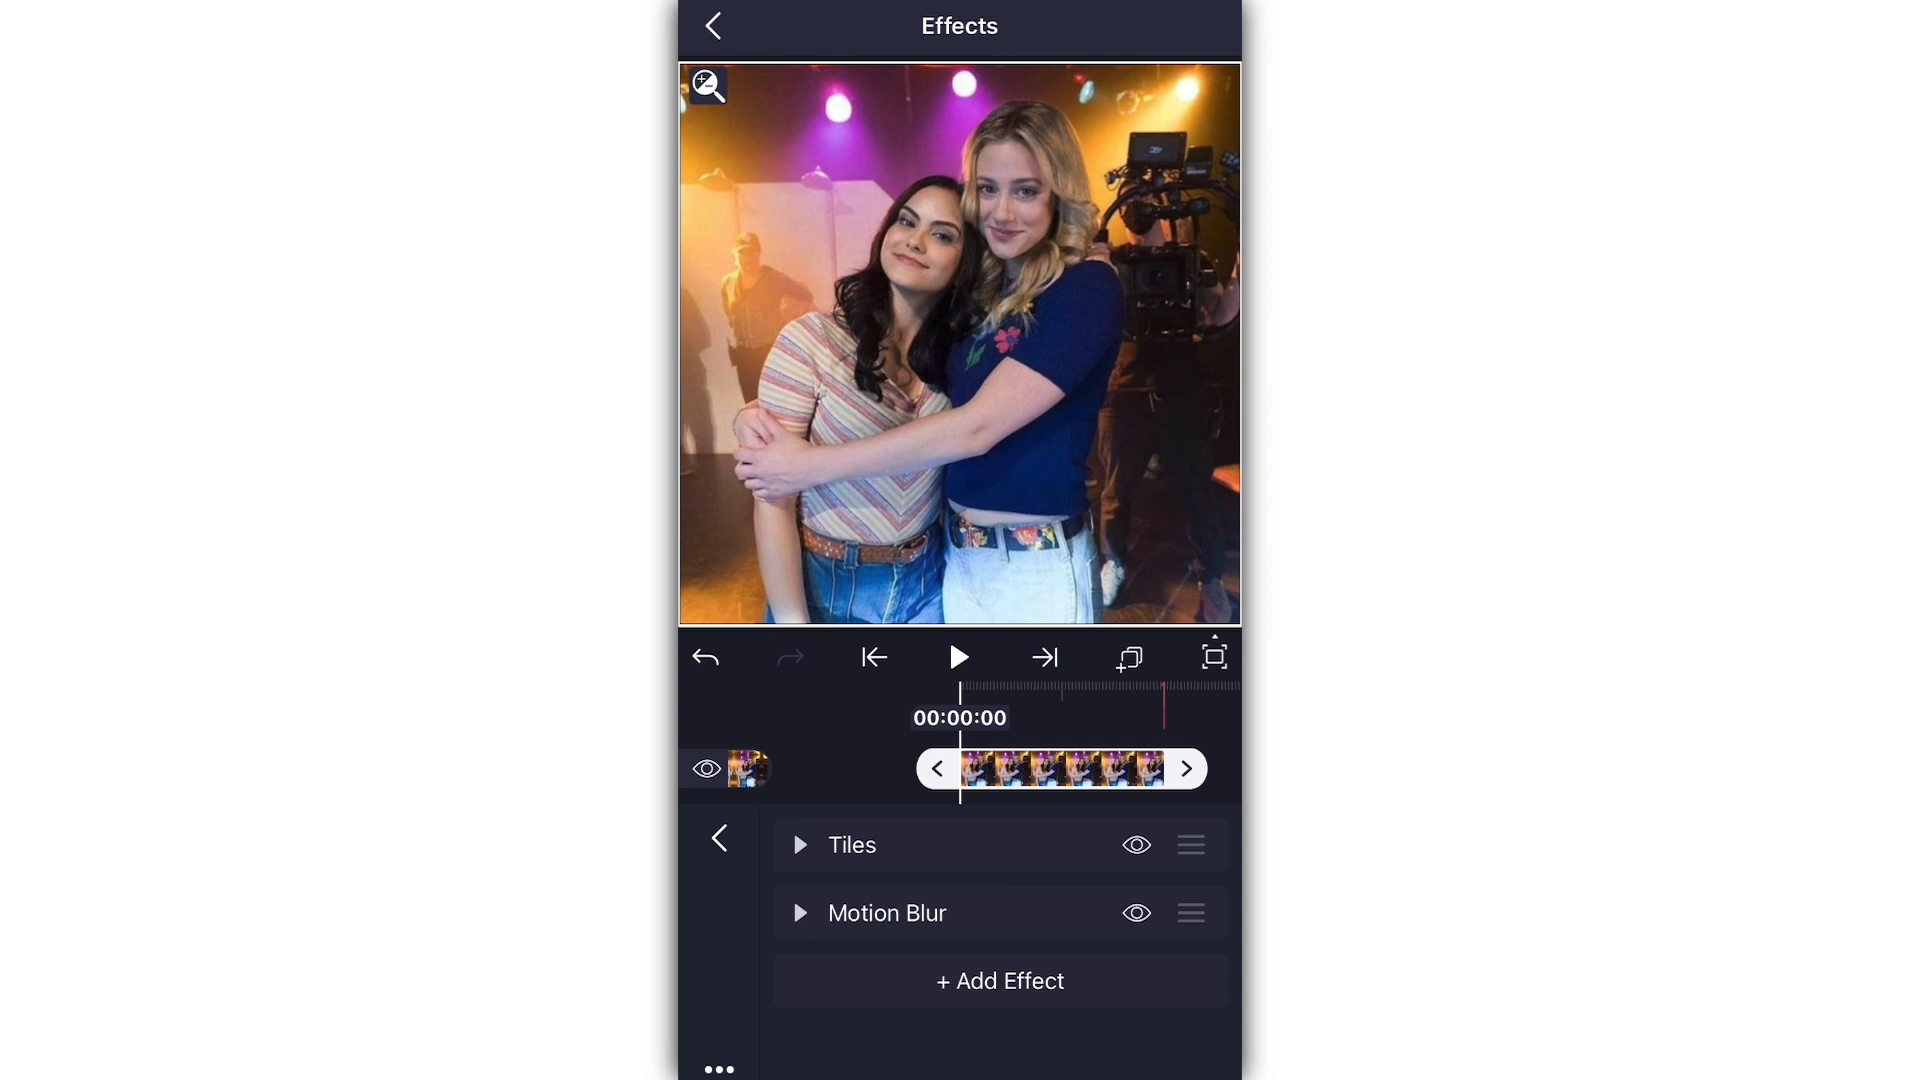 Effects
00:00:00
Tiles
Motion Blur
+ Add Effect